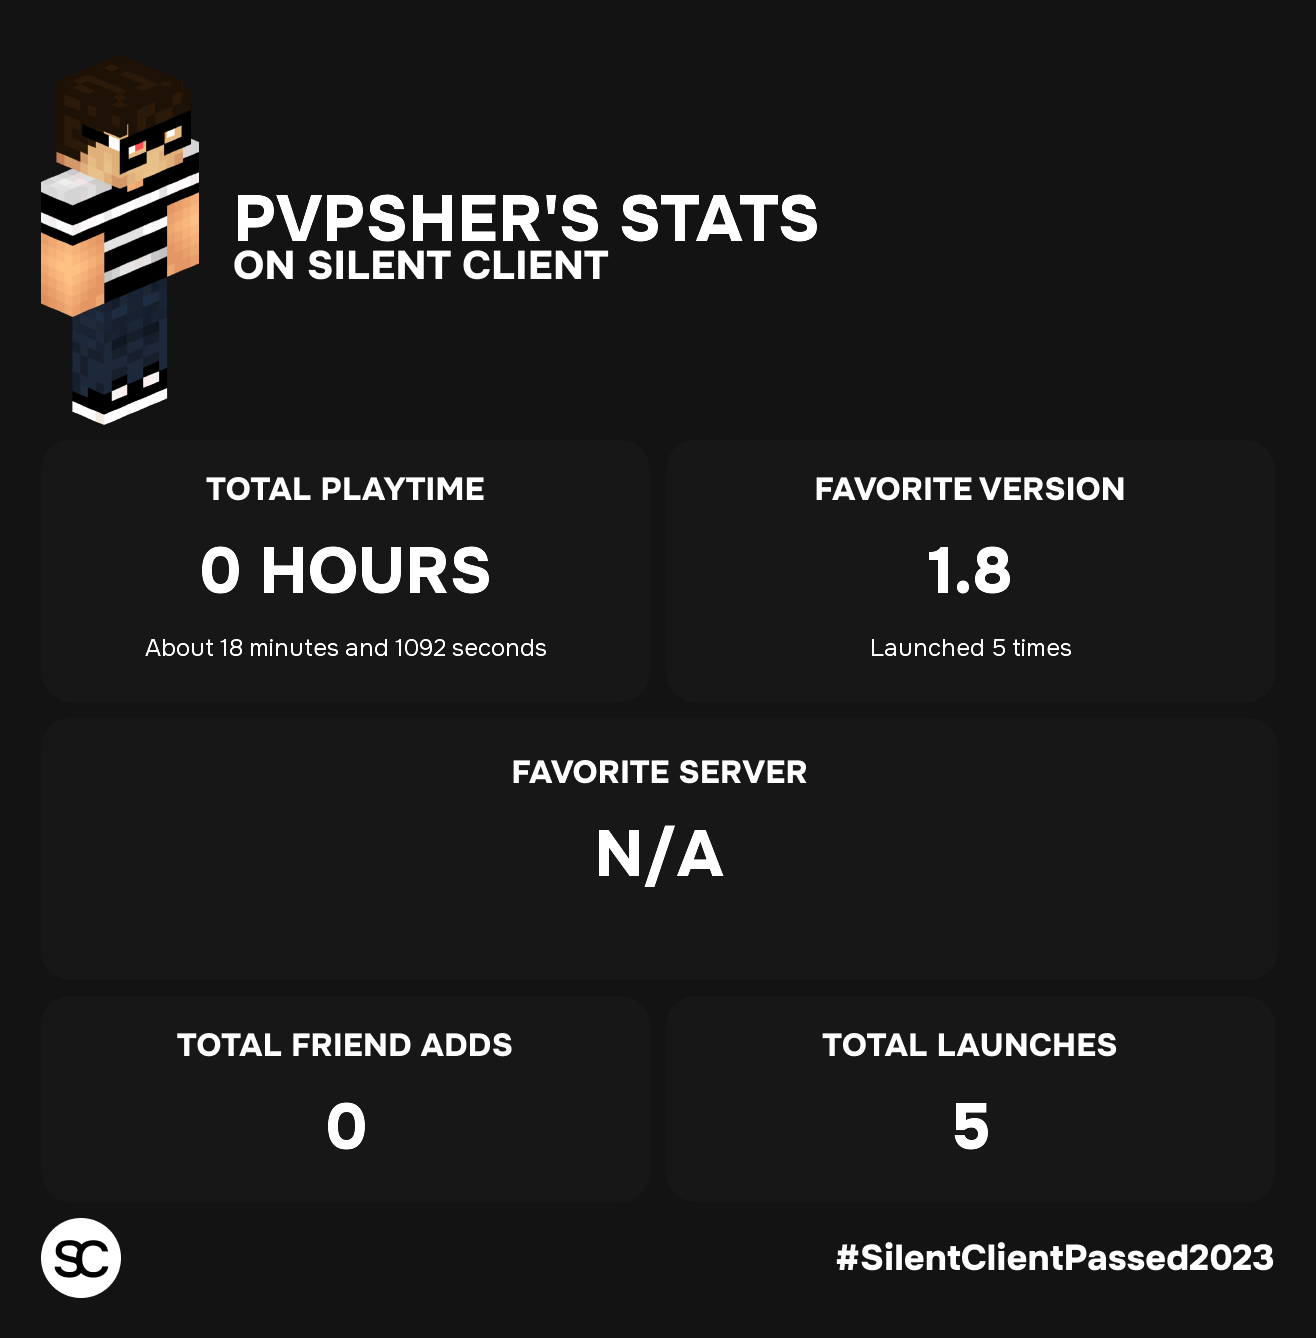 PVPSHER'S STATS
ON SILENT CLIENT
TOTAL PLAYTIME
0 HOURS
About 18 minutes and 1092 seconds
FAVORITE VERSION
1.8
Launched 5 times
FAVORITE SERVER
N/A
TOTAL FRIEND ADDS
0
TOTAL LAUNCHES
5
SC
#SilentClientPassed2023